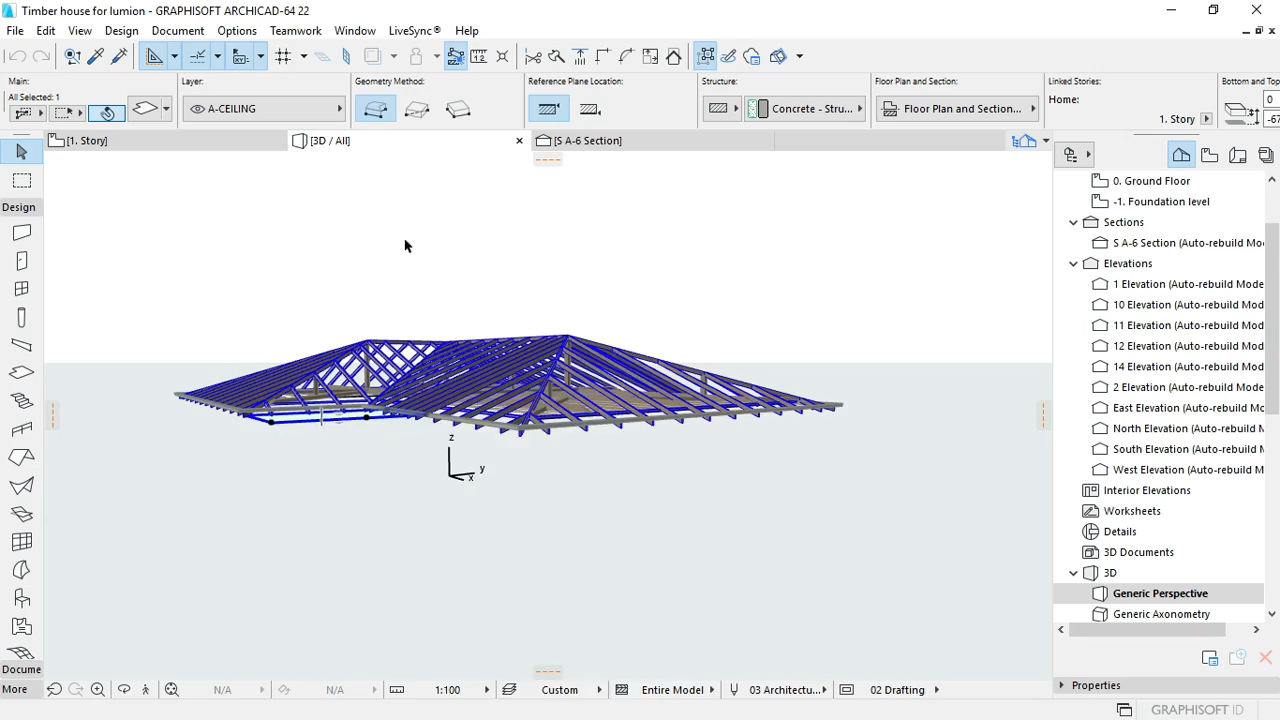 Timber house for lumion - GRAPHISOFT ARCHICAD-64 22
File Edit View Design Document Options Teamwork Window LiveSync® Help
Main:
All Selected: 1
Layer:
A-CEILING
Geometry Method:
Reference Plane Location:
Structure:
Concrete - Stru...
Floor Plan and Section:
Floor Plan and Section...
Linked Stories:
Home:
1. Story
Bottom and To
0
-67
[1. Story]
[3D / All]
[S A-6 Section]
Design
Docume
More
z
y
x
0. Ground Floor
-1. Foundation level
Sections
S A-6 Section (Auto-rebuild Mo
Elevations
1 Elevation (Auto-rebuild Mode
10 Elevation (Auto-rebuild Mod
11 Elevation (Auto-rebuild Mod
12 Elevation (Auto-rebuild Mod
14 Elevation (Auto-rebuild Mod
2 Elevation (Auto-rebuild Mode
East Elevation (Auto-rebuild M
North Elevation (Auto-rebuild
South Elevation (Auto-rebuild M
West Elevation (Auto-rebuild M
Interior Elevations
Worksheets
Details
3D Documents
3D
Generic Perspective
Generic Axonometry
Properties
N/A
N/A
1:100
Custom
Entire Model
03 Architectu...
02 Drafting
GRAPHISOFT ID